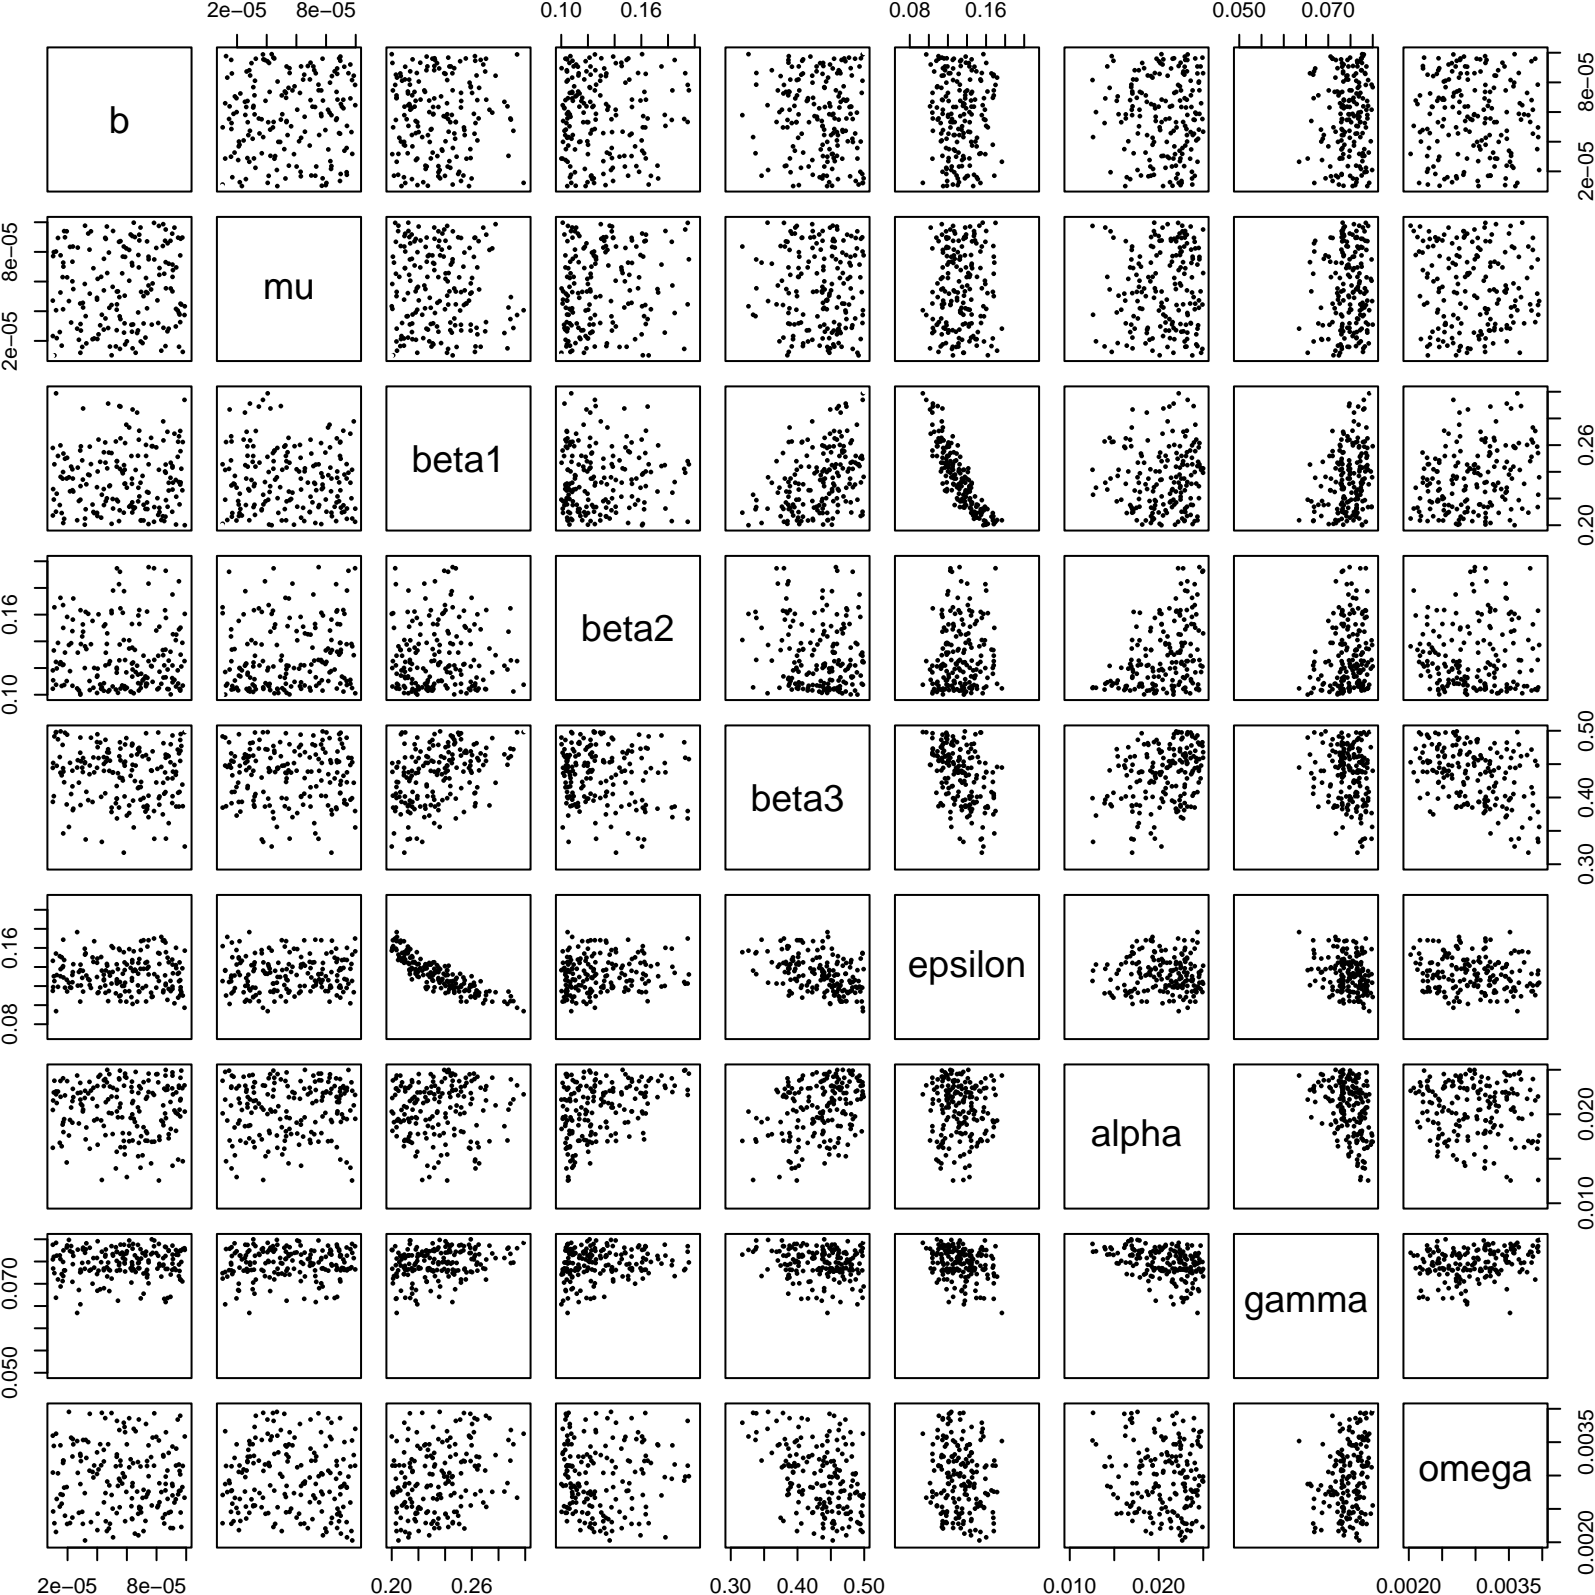 2e−05 8e−05 0.10 0.16 0.08 0.16 0.050 0.070
b 2e−05 8e−05
2e−05 8e−05 mu
beta1 0.20 0.26
0.10 0.16 beta2
beta3 0.30 0.40 0.50
0.08 0.16 epsilon
alpha 0.010 0.020
0.050 0.070 gamma
omega 0.0020 0.0035
2e−05 8e−05 0.20 0.26 0.30 0.40 0.50 0.010 0.020 0.0020 0.0035